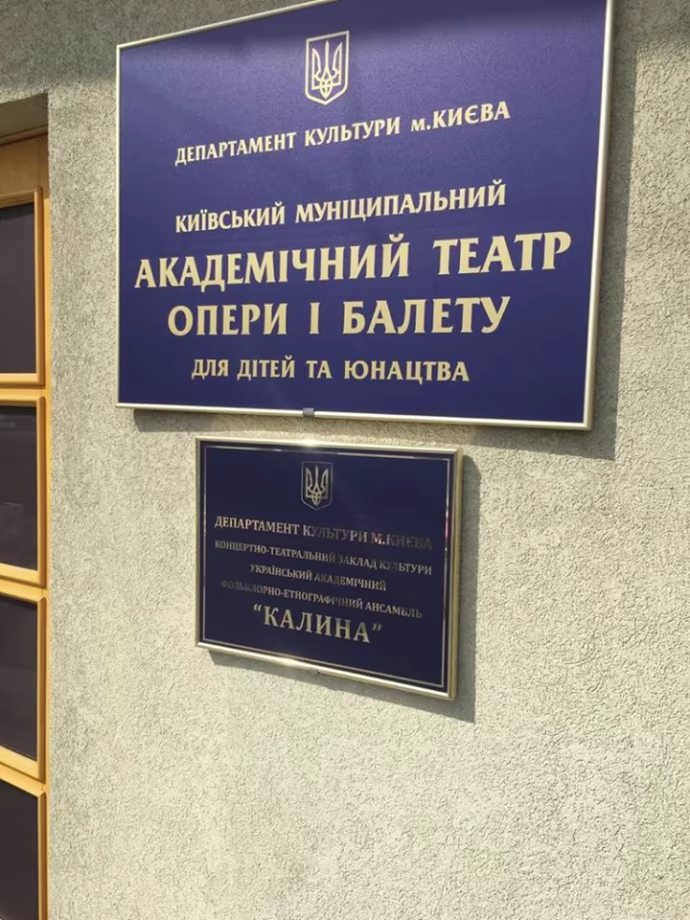 ДЕПАРТАМЕНТ КУЛЬТУРИ м.КИЄВА
КИЇВСЬКИЙ МУНІЦИПАЛЬНИЙ
АКАДЕМІЧНИЙ ТЕАТР
ОПЕРИ І БАЛЕТУ
ДЛЯ ДІТЕЙ ТА ЮНАЦТВА
ДЕПАРТАМЕНТ КУЛЬТУРИ М.КИЄВА
КОНЦЕРТНО-ТЕАТРАЛЬНИЙ ЗАКЛАД КУЛЬТУРИ
УКРАЇНСЬКИЙ АКАДЕМІЧНИЙ
ФОЛЬКЛОРНО-ЕТНОГРАФІЧНИЙ АНСАМБЛЬ
“КАЛИНА”